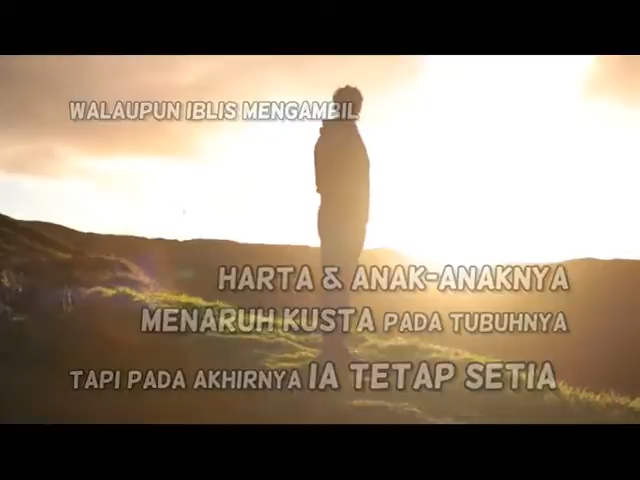 WALAUPUN IBLIS MENGAMBIL
HARTA & ANAK-ANAKNYA
MENARUH KUSTA PADA TUBUHNYA
TAPI PADA AKHIRNYA IA TETAP SETIA